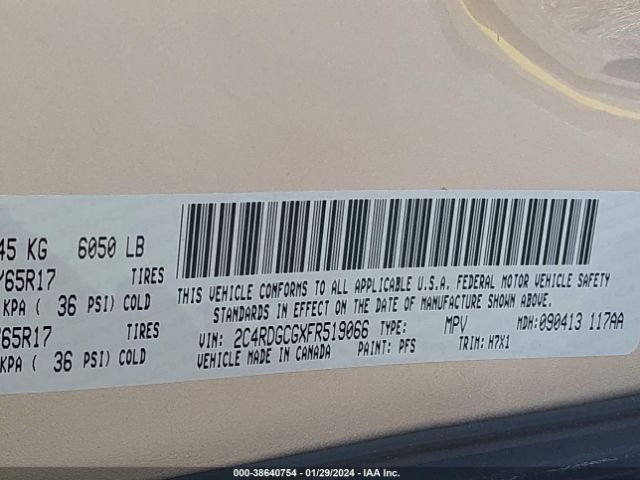 45 KG 6050 LB
/65R17 TIRES
KPA ( 36 PSI) COLD
/65R17 TIRES
KPA ( 36 PSI) COLD
THIS VEHICLE CONFORMS TO ALL APPLICABLE U.S.A. FEDERAL MOTOR VEHICLE SAFETY
STANDARDS IN EFFECT ON THE DATE OF MANUFACTURE SHOWN ABOVE.
VIN: 2C4RDGCGXFR519066 TYPE: MPV MDH:090413 117AA
VEHICLE MADE IN CANADA PAINT: PFS TRIM: H7X1
000-38640754 - 01/29/2024 - IAA Inc.